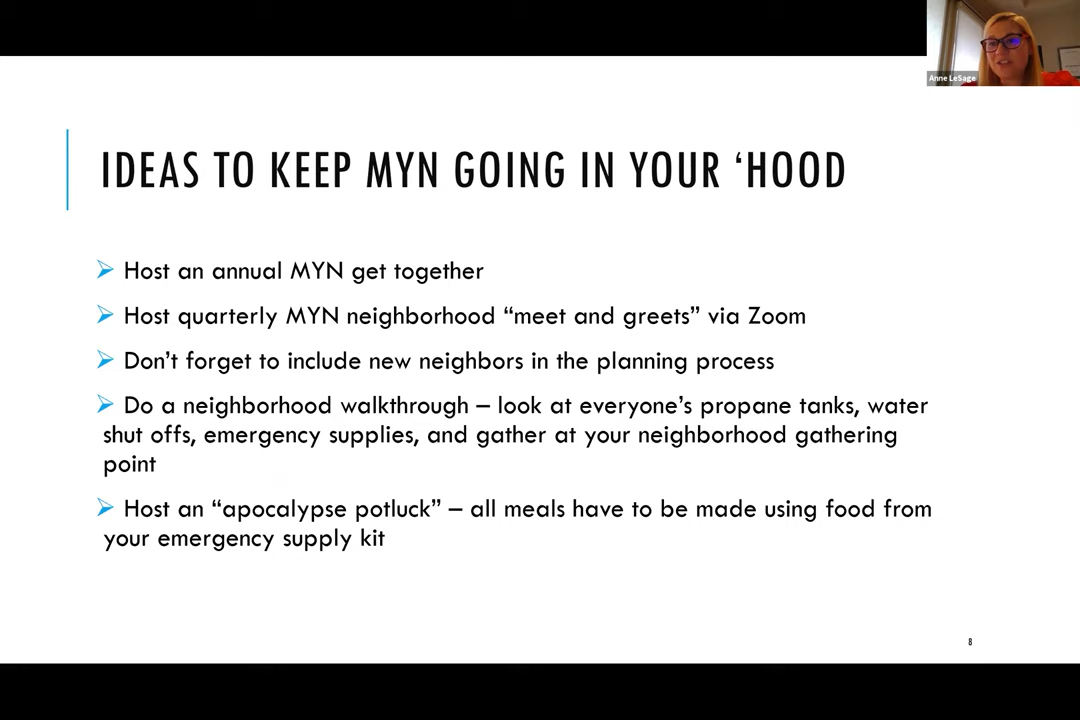 Anne LeSage
IDEAS TO KEEP MYN GOING IN YOUR ‘HOOD
➢ Host an annual MYN get together
➢ Host quarterly MYN neighborhood “meet and greets” via Zoom
➢ Don’t forget to include new neighbors in the planning process
➢ Do a neighborhood walkthrough – look at everyone’s propane tanks, water
shut offs, emergency supplies, and gather at your neighborhood gathering
point
➢ Host an “apocalypse potluck” – all meals have to be made using food from
your emergency supply kit
8